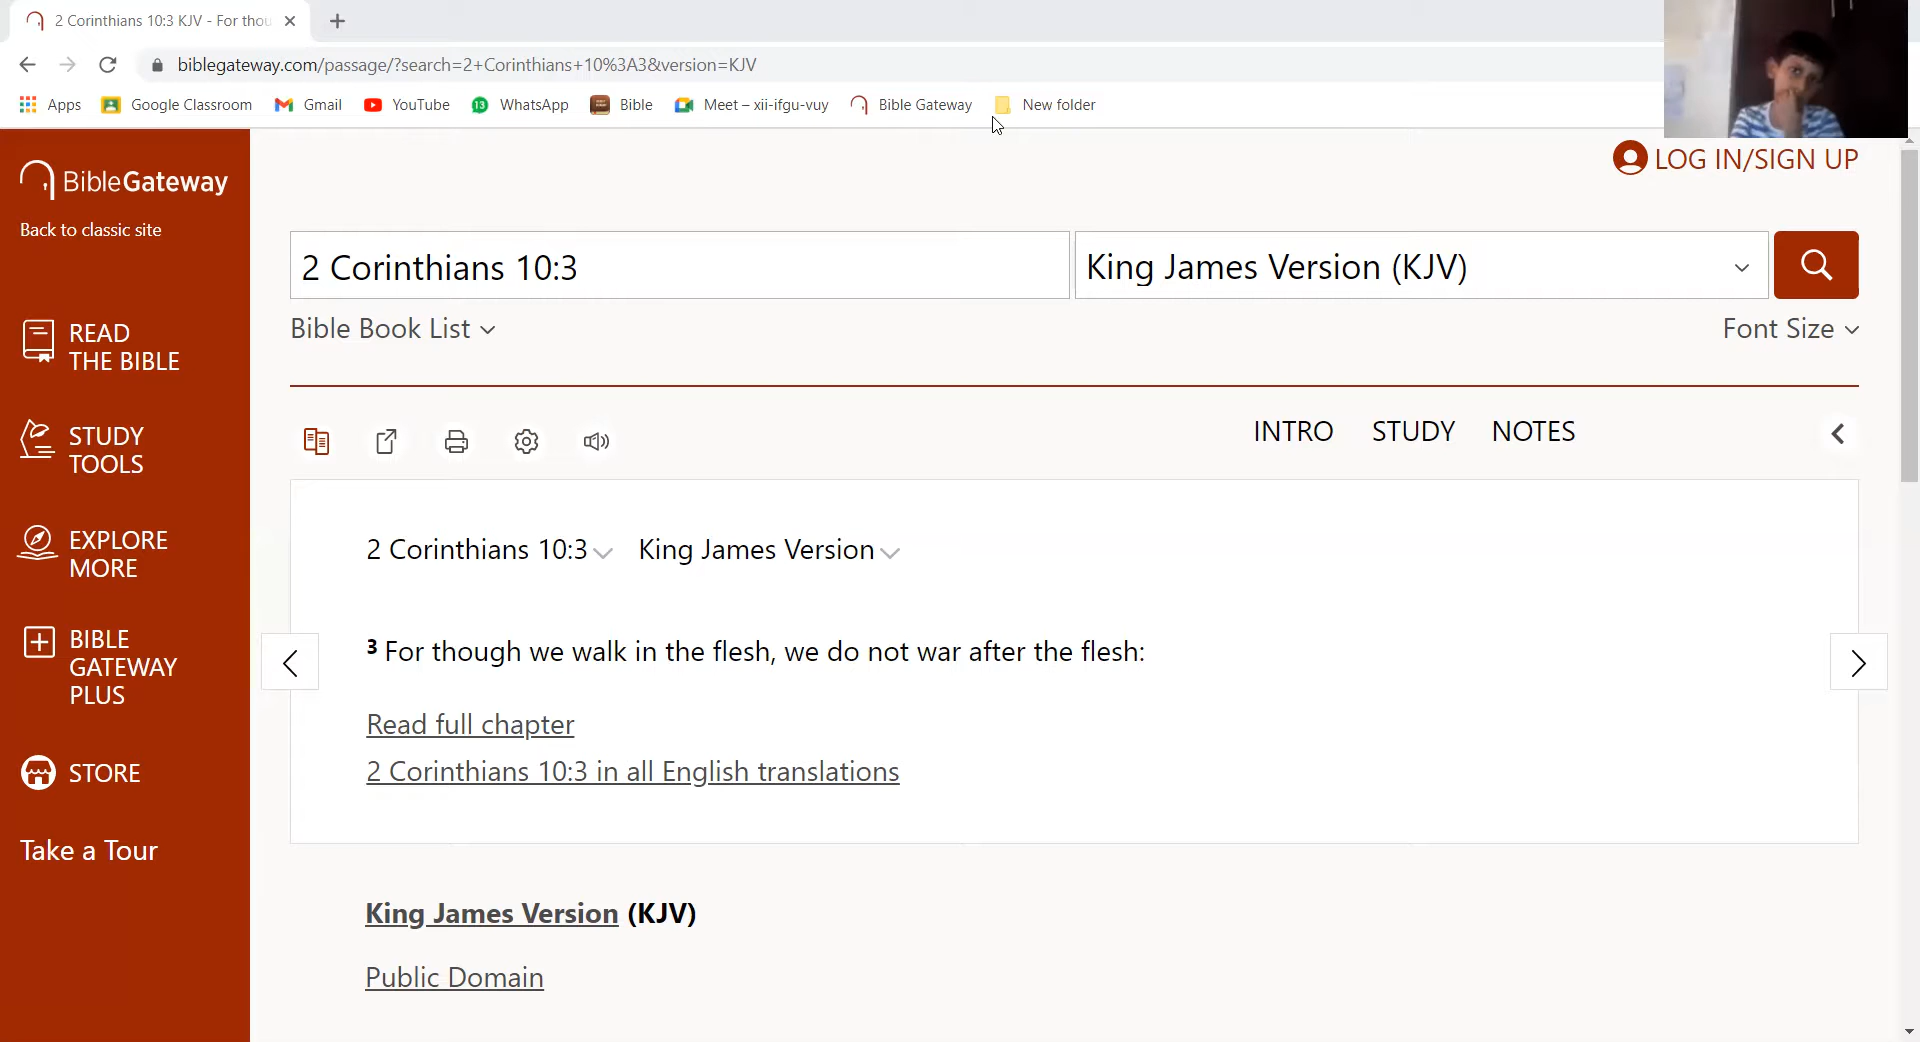 2 Corinthians 10:3 KJV - For thou
biblegateway.com/passage/?search=2+Corinthians+10%3A3&version=KJV
Apps Google Classroom Gmail YouTube 13 WhatsApp Bible Meet – xii-ifgu-vuy Bible Gateway New folder
LOG IN/SIGN UP
BibleGateway
Back to classic site
READ
THE BIBLE
STUDY
TOOLS
EXPLORE
MORE
BIBLE
GATEWAY
PLUS
STORE
Take a Tour
2 Corinthians 10:3 King James Version (KJV)
Bible Book List Font Size
INTRO STUDY NOTES
2 Corinthians 10:3 King James Version
3 For though we walk in the flesh, we do not war after the flesh:
Read full chapter
2 Corinthians 10:3 in all English translations
King James Version (KJV)
Public Domain